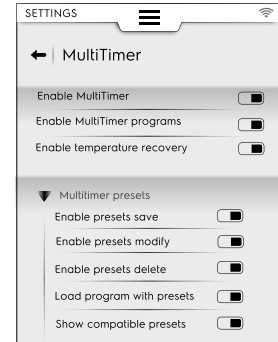 SETTINGS
MultiTimer
Enable MultiTimer
Enable MultiTimer programs
Enable temperature recovery
Multitimer presets
Enable presets save
Enable presets modify
Enable presets delete
Load program with presets
Show compatible presets